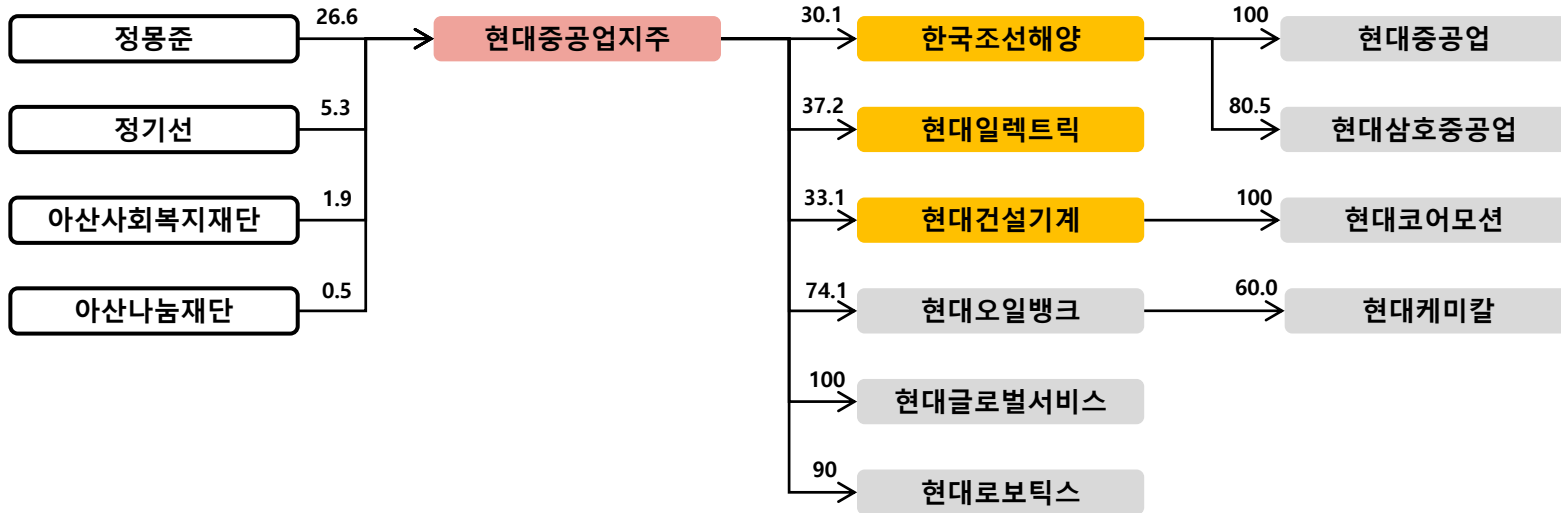 정몽준
26.6
현대중공업지주
30.1
한국조선해양
100
현대중공업
정기선
5.3
37.2
현대일렉트릭
80.5
현대삼호중공업
아산사회복지재단
1.9
33.1
현대건설기계
100
현대코어모션
아산나눔재단
0.5
74.1
현대오일뱅크
60.0
현대케미칼
100
현대글로벌서비스
90
현대로보틱스